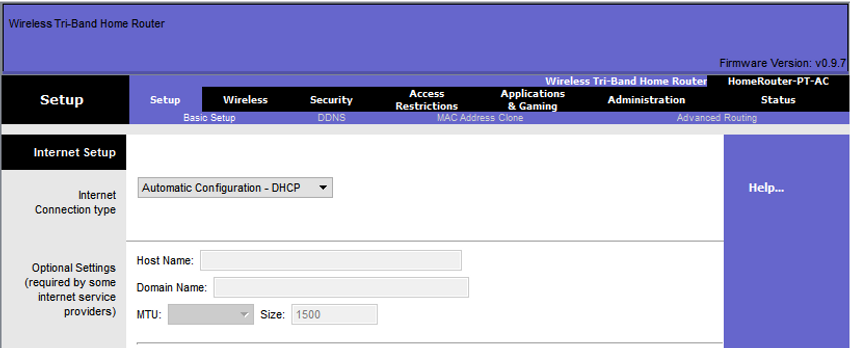 Wireless Tri-Band Home Router
Firmware Version: v0.9.7
Wireless Tri-Band Home Router HomeRouter-PT-AC
Setup
Setup Wireless Security Access Restrictions Applications & Gaming Administration Status
Basic Setup DDNS MAC Address Clone Advanced Routing
Internet Setup
Internet
Connection type
Automatic Configuration - DHCP
Help...
Optional Settings
(required by some
internet service
providers)
Host Name:
Domain Name:
MTU: Size: 1500